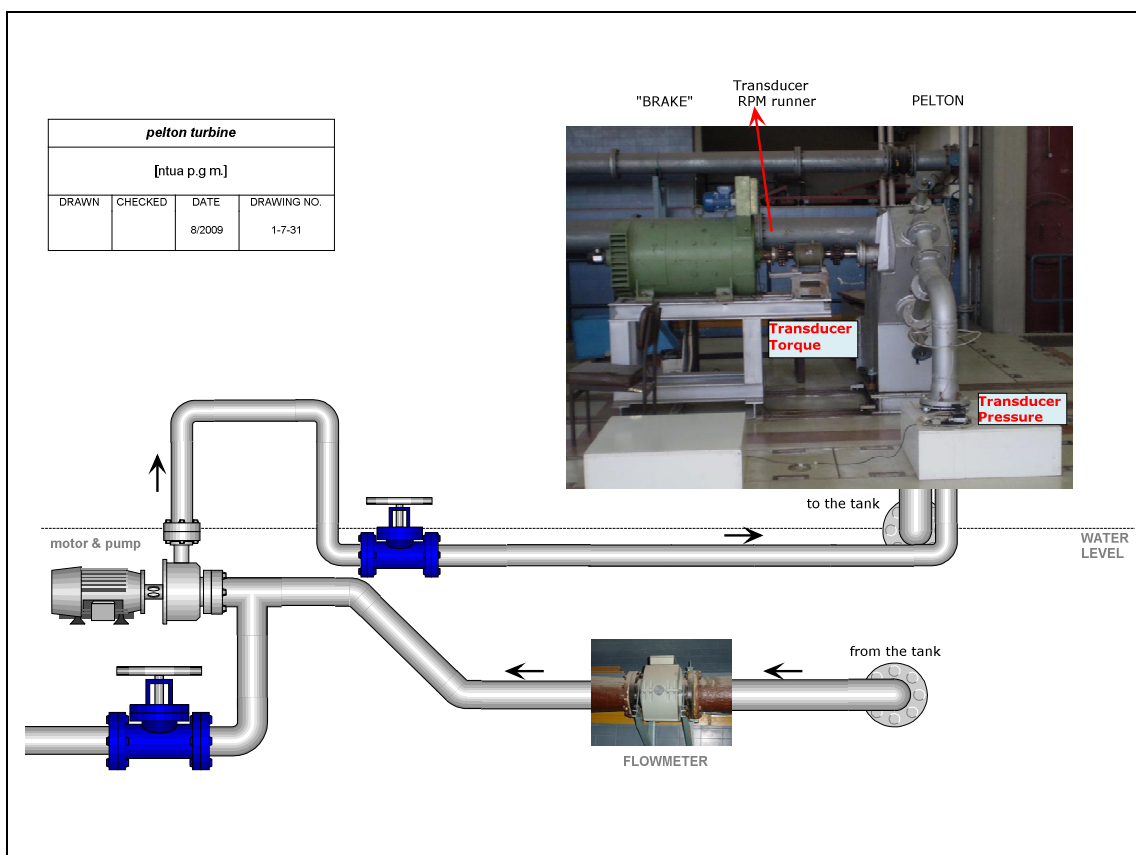 Transducer
"BRAKE" RPM runner PELTON
pelton turbine
[ntua p.g m.]
DRAWN CHECKED DATE DRAWING NO.
8/2009 1-7-31
Transducer
Torque
Transducer
Pressure
to the tank
motor & pump
WATER
LEVEL
from the tank
FLOWMETER